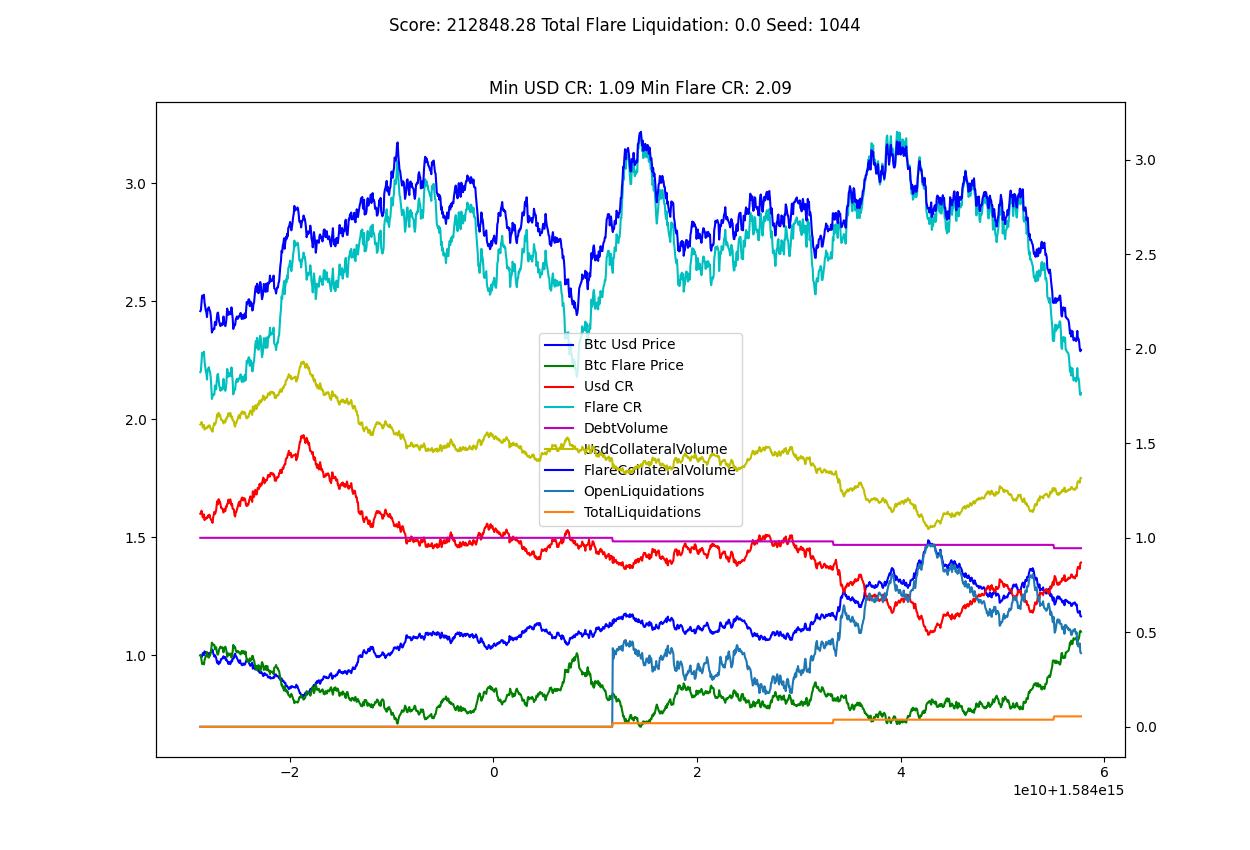 Score: 212848.28 Total Flare Liquidation: 0.0 Seed: 1044
Min USD CR: 1.09 Min Flare CR: 2.09
3.0
2.5
2.0
1.5
1.0
3.0
2.5
2.0
1.5
1.0
0.5
0.0
Btc Usd Price
Btc Flare Price
Usd CR
Flare CR
DebtVolume
UsdCollateralVolume
FlareCollateralVolume
OpenLiquidations
TotalLiquidations
−2 0 2 4 6
1e10+1.584e15